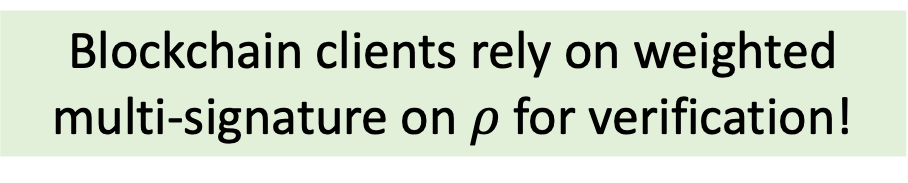 Blockchain clients rely on weighted
multi-signature on ρ for verification!